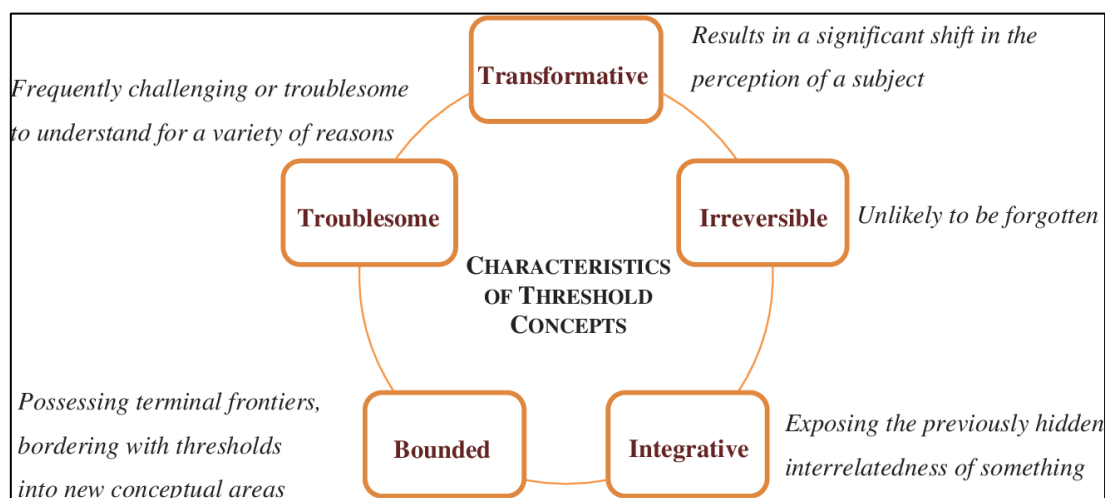 Transformative
Results in a significant shift in the
perception of a subject
Frequently challenging or troublesome
to understand for a variety of reasons
Troublesome
Irreversible
Unlikely to be forgotten
CHARACTERISTICS
OF THRESHOLD
CONCEPTS
Possessing terminal frontiers,
bordering with thresholds
into new conceptual areas
Bounded
Integrative
Exposing the previously hidden
interrelatedness of something